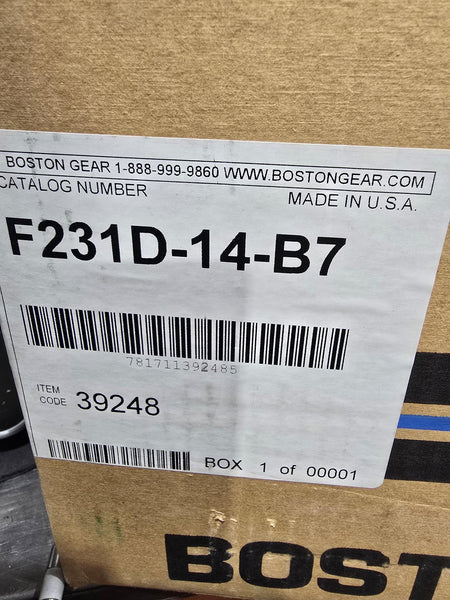 BOSTON GEAR 1-888-999-9860 WWW.BOSTONGEAR.COM
CATALOG NUMBER
MADE IN U.S.A.
F231D-14-B7
781711392485
ITEM CODE 39248
BOX 1 of 00001
BOST